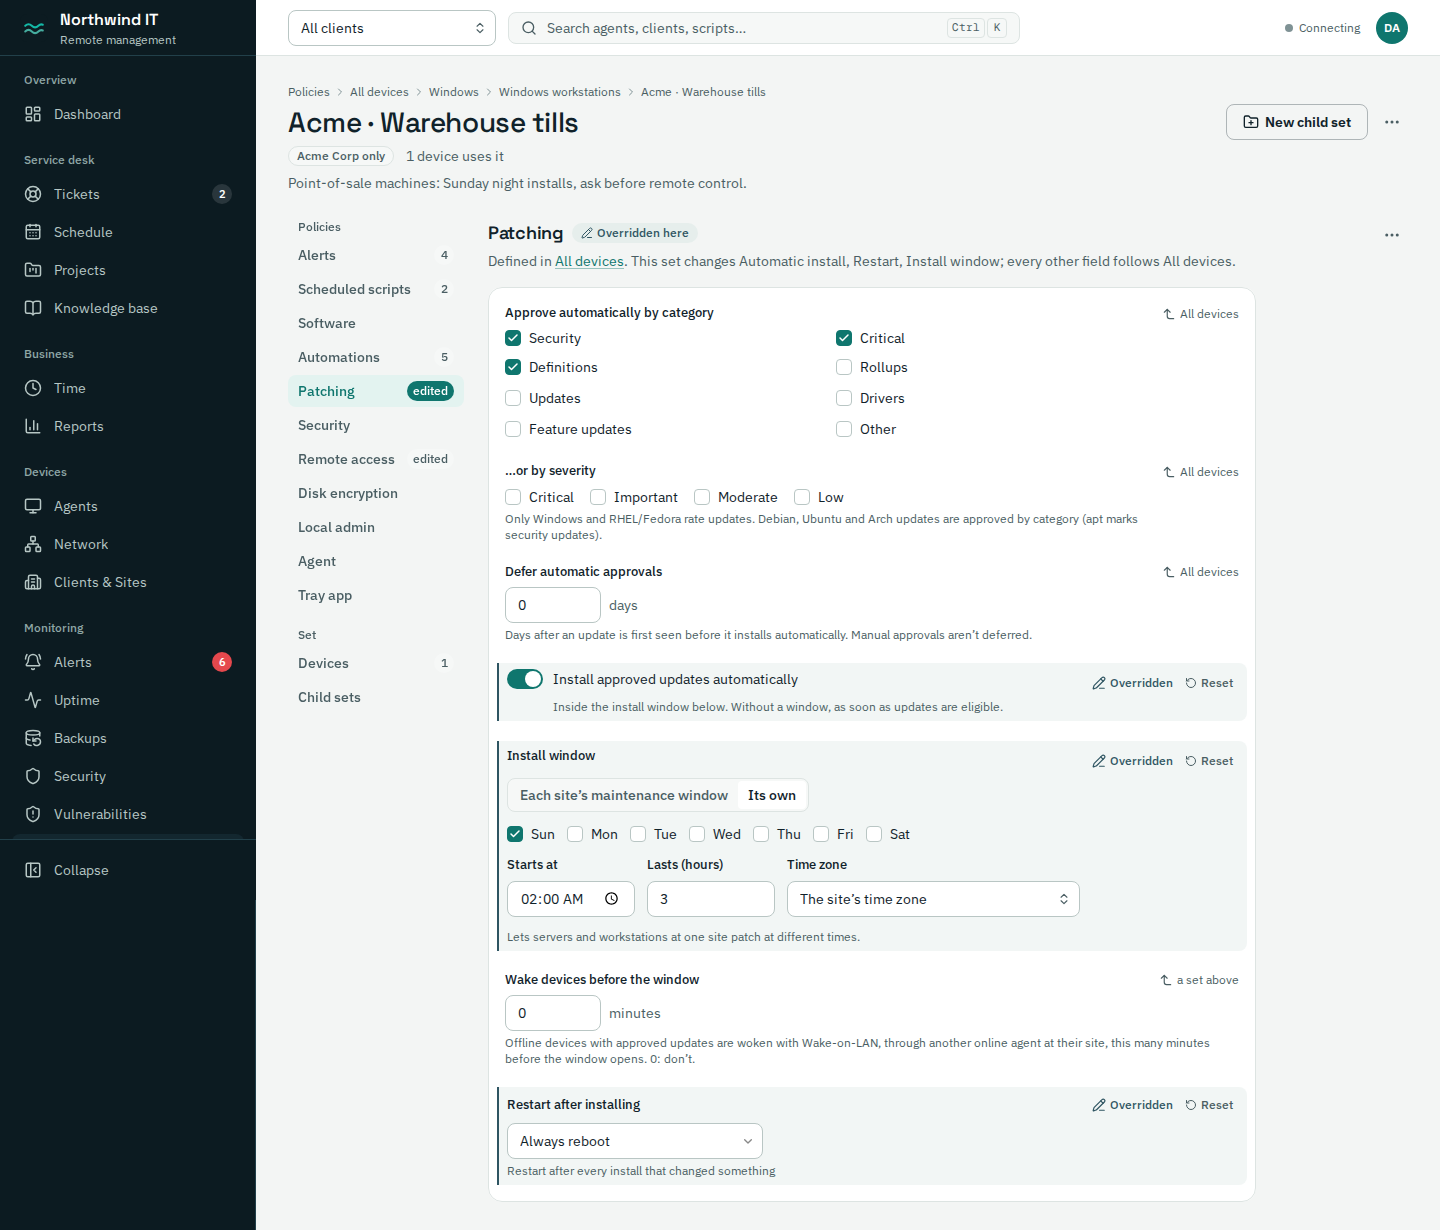 Northwind IT
Remote management
All clients
Search agents, clients, scripts…
Ctrl K
Connecting
DA
Overview
Dashboard
Service desk
Tickets 2
Schedule
Projects
Knowledge base
Business
Time
Reports
Devices
Agents
Network
Clients & Sites
Monitoring
Alerts 6
Uptime
Backups
Security
Vulnerabilities
Collapse
Policies > All devices > Windows > Windows workstations > Acme · Warehouse tills
Acme · Warehouse tills
New child set
Acme Corp only 1 device uses it
Point-of-sale machines: Sunday night installs, ask before remote control.
Policies
Alerts 4
Scheduled scripts 2
Software
Automations 5
Patching edited
Security
Remote access edited
Disk encryption
Local admin
Agent
Tray app
Set
Devices 1
Child sets
Patching Overridden here
Defined in All devices. This set changes Automatic install, Restart, Install window; every other field follows All devices.
Approve automatically by category All devices
Security Critical
Definitions Rollups
Updates Drivers
Feature updates Other
…or by severity All devices
Critical Important Moderate Low
Only Windows and RHEL/Fedora rate updates. Debian, Ubuntu and Arch updates are approved by category (apt marks
security updates).
Defer automatic approvals All devices
0 days
Days after an update is first seen before it installs automatically. Manual approvals aren’t deferred.
Install approved updates automatically Overridden Reset
Inside the install window below. Without a window, as soon as updates are eligible.
Install window Overridden Reset
Each site’s maintenance window Its own
Sun Mon Tue Wed Thu Fri Sat
Starts at Lasts (hours) Time zone
02:00 AM 3 The site’s time zone
Lets servers and workstations at one site patch at different times.
Wake devices before the window a set above
0 minutes
Offline devices with approved updates are woken with Wake-on-LAN, through another online agent at their site, this many minutes
before the window opens. 0: don’t.
Restart after installing Overridden Reset
Always reboot
Restart after every install that changed something